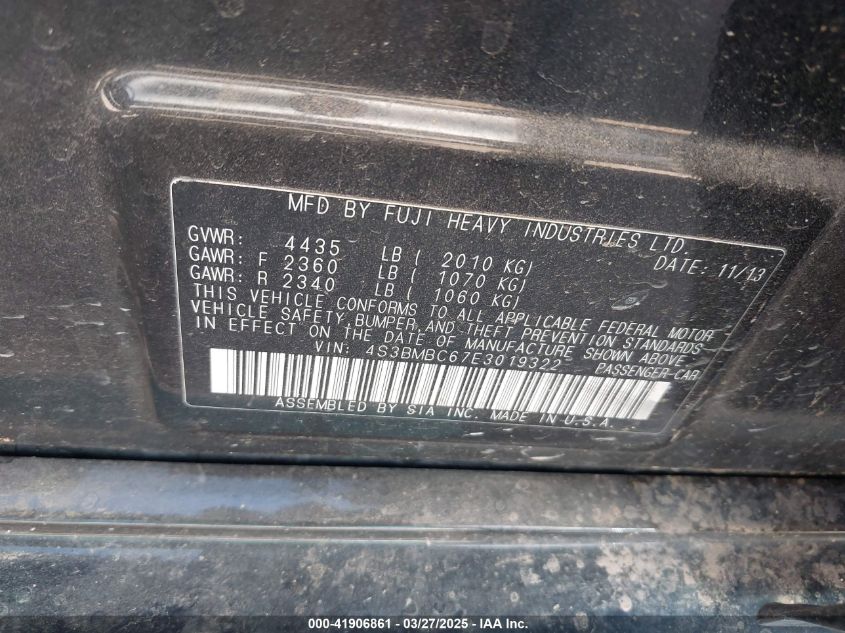 MFD BY FUJI HEAVY INDUSTRIES LTD.
GVWR: 4435 LB ( 2010 KG) DATE: 11/13
GAWR: F 2360 LB ( 1070 KG)
GAWR: R 2340 LB ( 1060 KG)
THIS VEHICLE CONFORMS TO ALL APPLICABLE FEDERAL MOTOR
VEHICLE SAFETY, BUMPER, AND THEFT PREVENTION STANDARDS
IN EFFECT ON THE DATE OF MANUFACTURE SHOWN ABOVE
VIN: 4S3BMBC67E3019322 PASSENGER-CAR
ASSEMBLED BY SIA INC. MADE IN U.S.A.
000-41906861 | 03/27/2025 - IAA Inc.